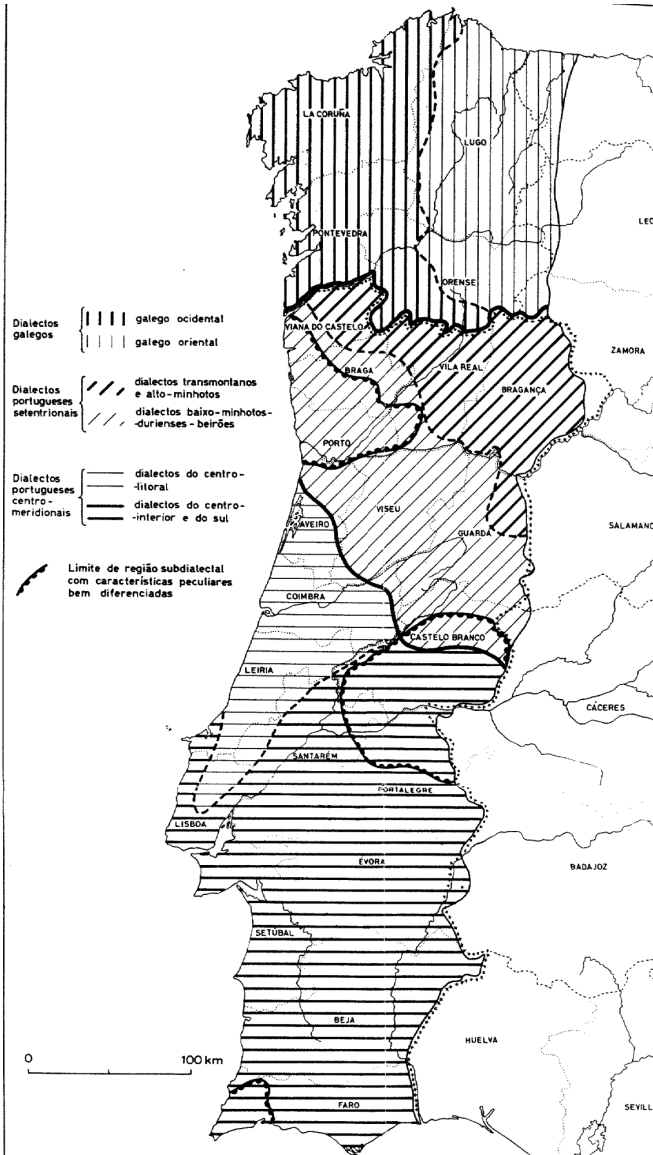 LA CORUÑA
LUGO
PONTEVEDRA
ORENSE
VIANA DO CASTELO
BRAGA
VILA REAL
BRAGANÇA
ZAMORA
PORTO
VISEU
GUARDA
AVEIRO
SALAMANC
COIMBRA
CASTELO BRANCO
LEIRIA
CÁCERES
SANTARÉM
PORTALEGRE
LISBOA
ÉVORA
BADAJOZ
SETÚBAL
BEJA
HUELVA
FARO
SEVILL
LEO
Dialectos
galegos
galego ocidental
galego oriental
Dialectos
portugueses
setentrionais
dialectos transmontanos
e alto-minhotos
dialectos baixo-minhotos-
-durienses-beirões
Dialectos
portugueses
centro-
meridionais
dialectos do centro-
-litoral
dialectos do centro-
-interior e do sul
Limite de região subdialectal
com características peculiares
bem diferenciadas
0 100 km